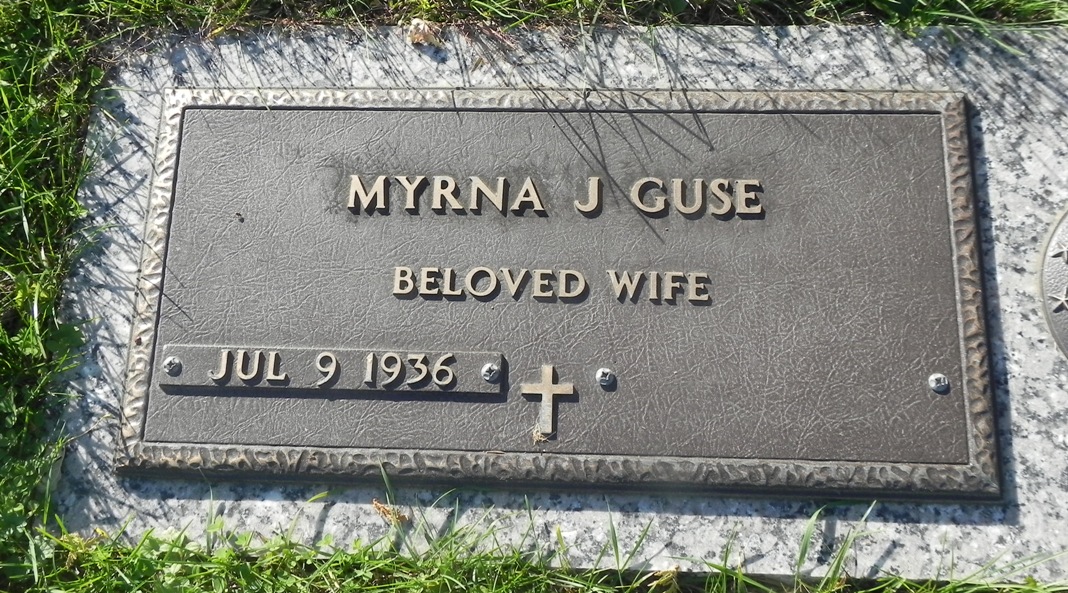 MYRNA J GUSE
BELOVED WIFE
JUL 9 1936